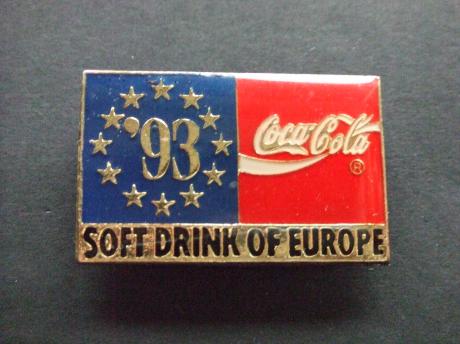 '93
Coca-Cola
®
SOFT DRINK OF EUROPE